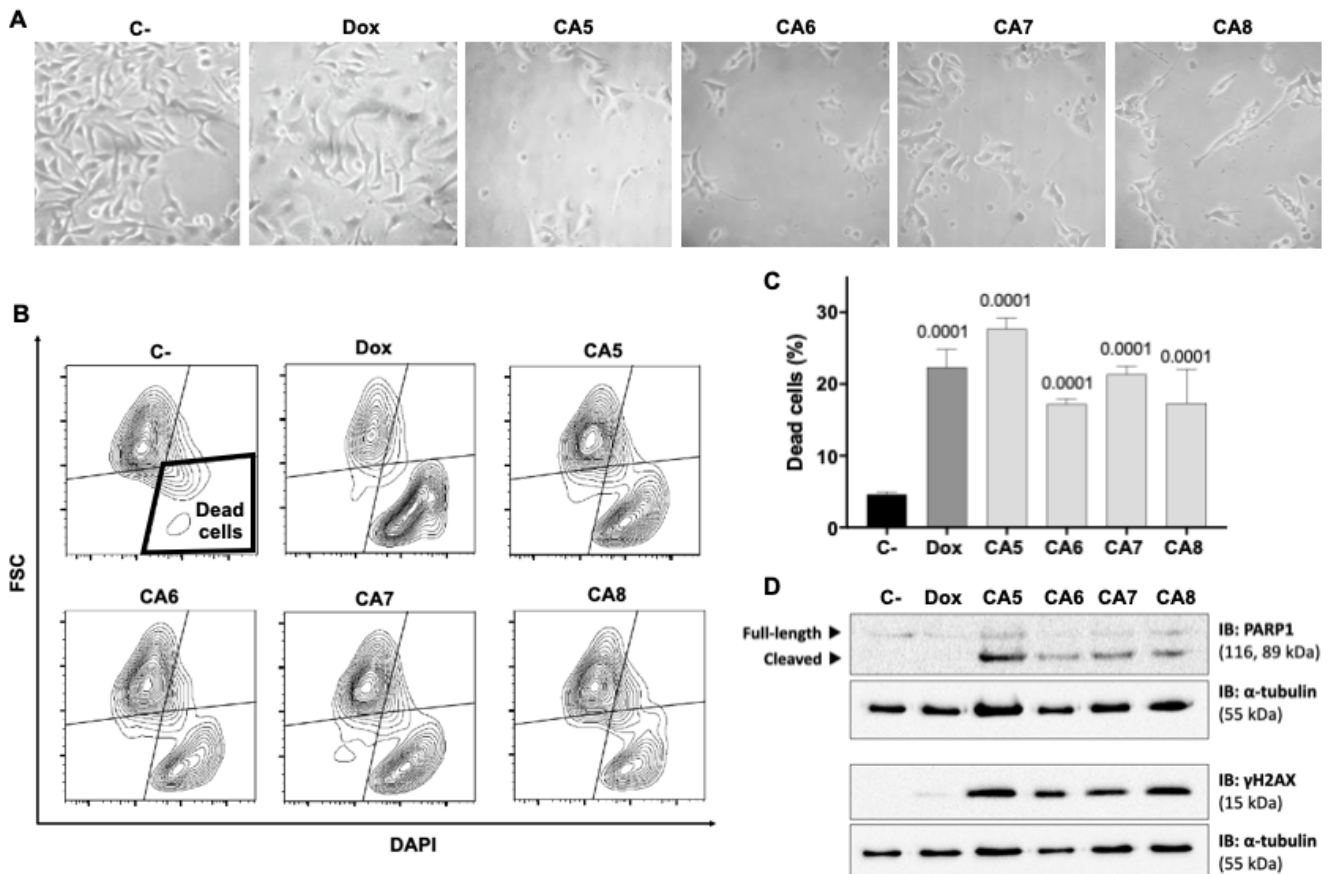 A
C-
Dox
CA5
CA6
CA7
CA8
B
C-
Dox
CA5
Dead
cells
CA6
CA7
CA8
FSC
DAPI
C
Dead cells (%)
30
20
10
0
0.0001
0.0001
0.0001
0.0001
0.0001
C-
Dox
CA5
CA6
CA7
CA8
D
C-
Dox
CA5
CA6
CA7
CA8
Full-length
Cleaved
IB: PARP1
(116, 89 kDa)
IB: α-tubulin
(55 kDa)
IB: γH2AX
(15 kDa)
IB: α-tubulin
(55 kDa)